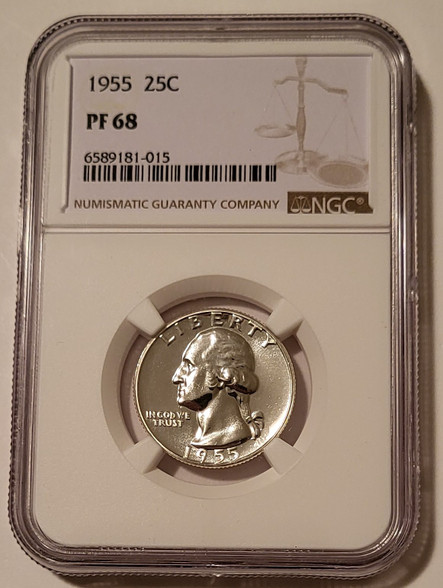 1955 25C
PF 68
6589181-015
NUMISMATIC GUARANTY COMPANY NGC®
LIBERTY
IN GOD WE
TRUST
1955